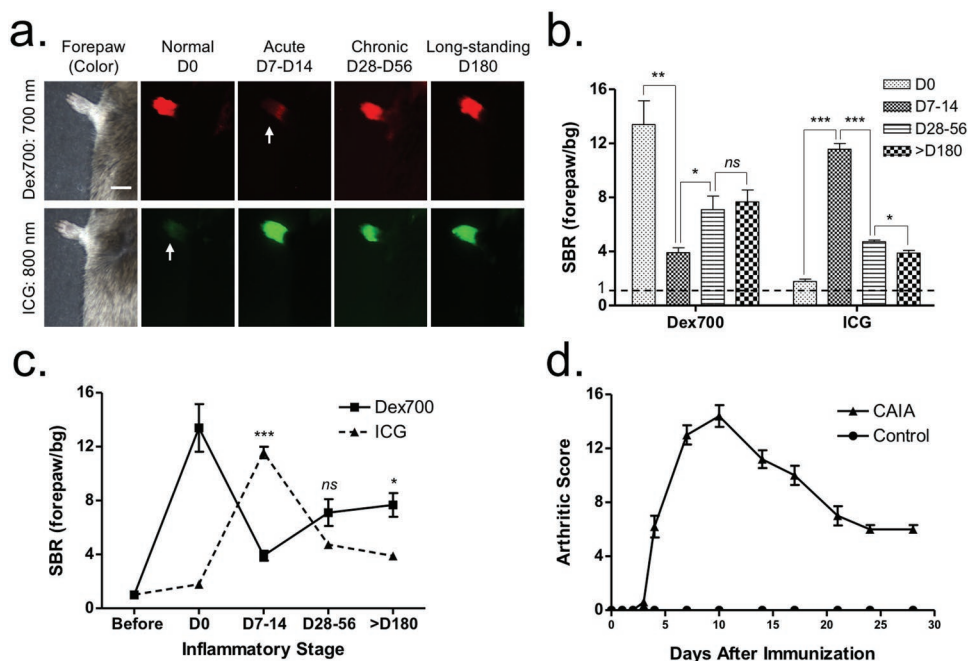 a.
Forepaw Normal Acute Chronic Long-standing
(Color) D0 D7-D14 D28-D56 D180
Dex700: 700 nm
ICG: 800 nm
b.
SBR (forepaw/bg)
16
12
8
4
1
0
** * ns *** *** *
D0
D7-14
D28-56
>D180
Dex700 ICG
c.
SBR (forepaw/bg)
16
12
8
4
0
Dex700
ICG
*** ns *
Before D0 D7-14 D28-56 >D180
Inflammatory Stage
d.
Arthritic Score
16
12
8
4
0
CAIA
Control
0 5 10 15 20 25 30
Days After Immunization